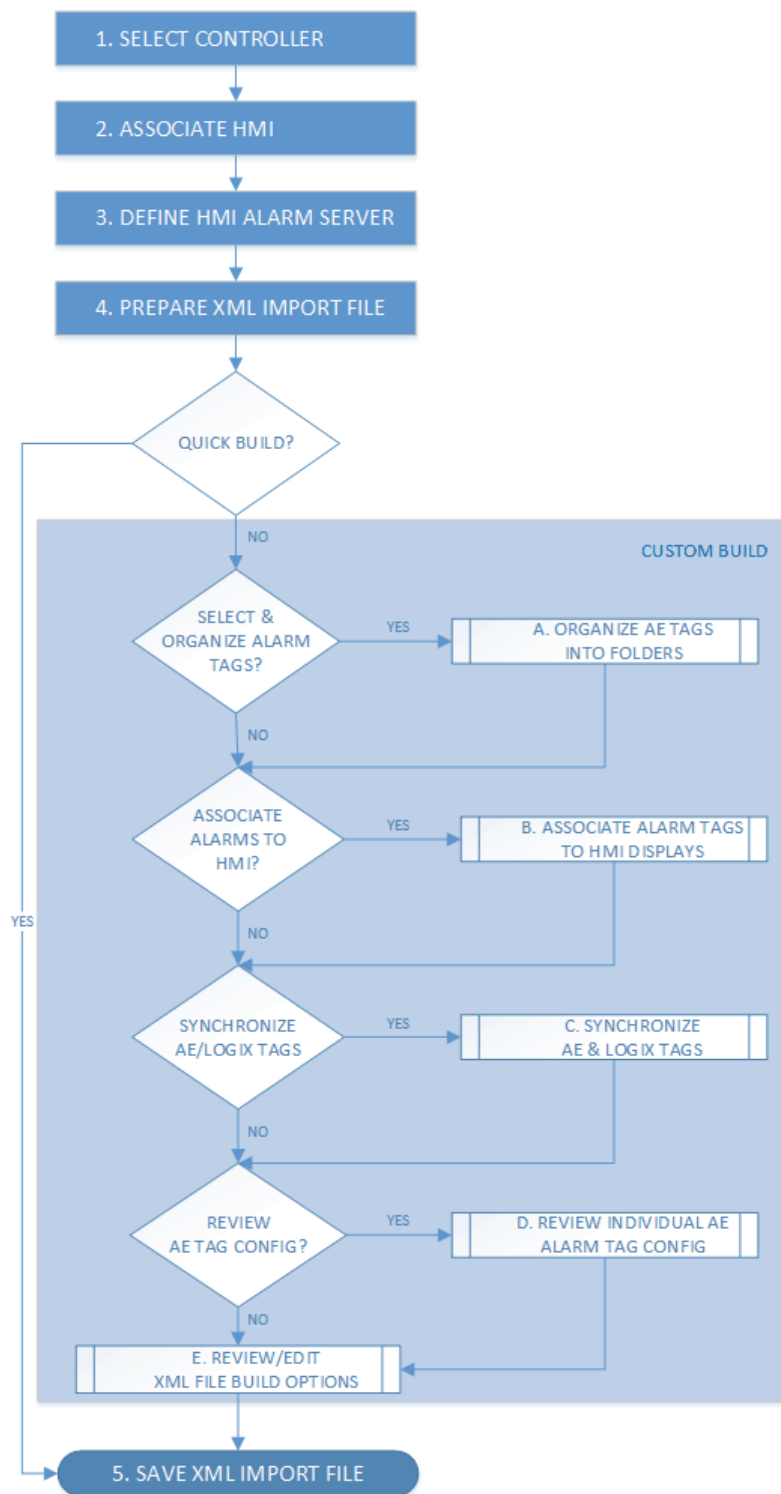 1. SELECT CONTROLLER
2. ASSOCIATE HMI
3. DEFINE HMI ALARM SERVER
4. PREPARE XML IMPORT FILE
QUICK BUILD?
NO
CUSTOM BUILD
SELECT &
ORGANIZE ALARM
TAGS?
YES
A. ORGANIZE AE TAGS
INTO FOLDERS
NO
ASSOCIATE
ALARMS TO
HMI?
YES
B. ASSOCIATE ALARM TAGS
TO HMI DISPLAYS
YES
NO
SYNCHRONIZE
AE/LOGIX TAGS
YES
C. SYNCHRONIZE
AE & LOGIX TAGS
NO
REVIEW
AE TAG CONFIG?
YES
D. REVIEW INDIVIDUAL AE
ALARM TAG CONFIG
NO
E. REVIEW/EDIT
XML FILE BUILD OPTIONS
5. SAVE XML IMPORT FILE